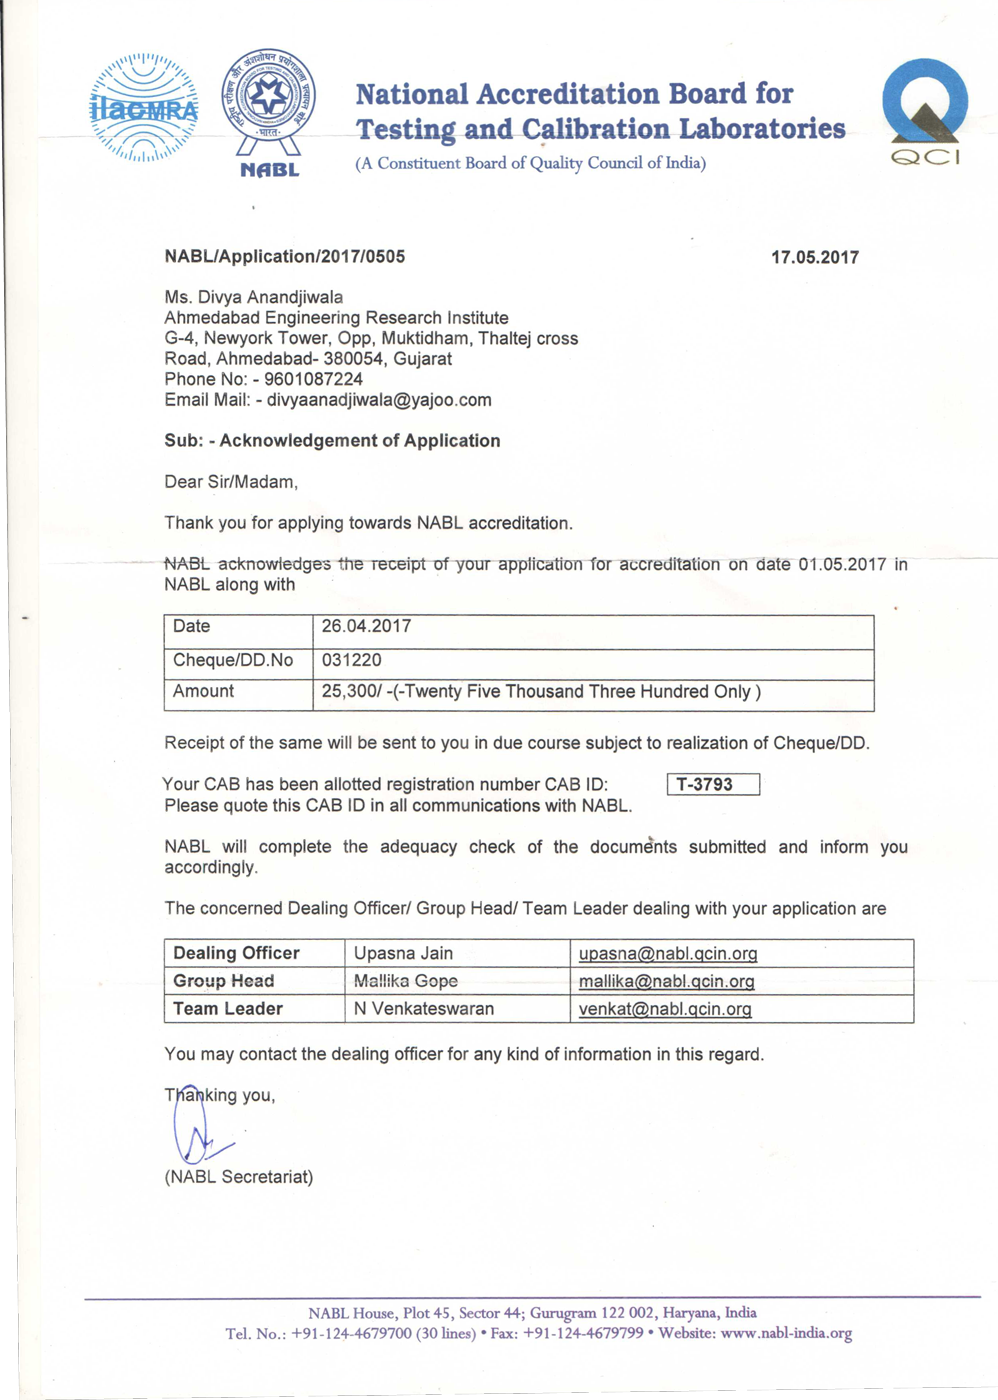 ilacMRA
राष्ट्रीय परीक्षण और अंशशोधन प्रयोगशाला प्रत्यायन बोर्ड
भारत
NABL
National Accreditation Board for
Testing and Calibration Laboratories
(A Constituent Board of Quality Council of India)
QCI
NABL/Application/2017/0505 17.05.2017
Ms. Divya Anandjiwala
Ahmedabad Engineering Research Institute
G-4, Newyork Tower, Opp, Muktidham, Thaltej cross
Road, Ahmedabad- 380054, Gujarat
Phone No: - 9601087224
Email Mail: - divyaanadjiwala@yajoo.com
Sub: - Acknowledgement of Application
Dear Sir/Madam,
Thank you for applying towards NABL accreditation.
NABL acknowledges the receipt of your application for accreditation on date 01.05.2017 in
NABL along with
Date 26.04.2017
Cheque/DD.No 031220
Amount 25,300/ -(-Twenty Five Thousand Three Hundred Only )
Receipt of the same will be sent to you in due course subject to realization of Cheque/DD.
Your CAB has been allotted registration number CAB ID: T-3793
Please quote this CAB ID in all communications with NABL.
NABL will complete the adequacy check of the documents submitted and inform you
accordingly.
The concerned Dealing Officer/ Group Head/ Team Leader dealing with your application are
Dealing Officer Upasna Jain upasna@nabl.qcin.org
Group Head Mallika Gope mallika@nabl.qcin.org
Team Leader N Venkateswaran venkat@nabl.qcin.org
You may contact the dealing officer for any kind of information in this regard.
Thanking you,
(NABL Secretariat)
NABL House, Plot 45, Sector 44; Gurugram 122 002, Haryana, India
Tel. No.: +91-124-4679700 (30 lines) • Fax: +91-124-4679799 • Website: www.nabl-india.org